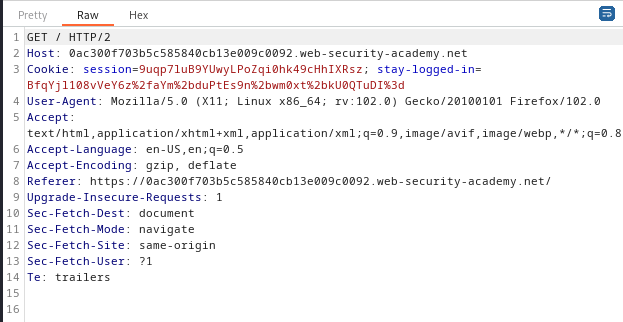 Pretty Raw Hex
1 GET / HTTP/2
2 Host: 0ac300f703b5c585840cb13e009c0092.web-security-academy.net
3 Cookie: session=9uqp7luB9YUwyLPoZqi0hk49cHhIXRsz; stay-logged-in=
BfqYjl108vVeY6z%2faYm%2bduPtEs9n%2bwm0xt%2bkU0QTuDI%3d
4 User-Agent: Mozilla/5.0 (X11; Linux x86_64; rv:102.0) Gecko/20100101 Firefox/102.0
5 Accept:
text/html,application/xhtml+xml,application/xml;q=0.9,image/avif,image/webp,*/*;q=0.8
6 Accept-Language: en-US,en;q=0.5
7 Accept-Encoding: gzip, deflate
8 Referer: https://0ac300f703b5c585840cb13e009c0092.web-security-academy.net/
9 Upgrade-Insecure-Requests: 1
10 Sec-Fetch-Dest: document
11 Sec-Fetch-Mode: navigate
12 Sec-Fetch-Site: same-origin
13 Sec-Fetch-User: ?1
14 Te: trailers
15
16